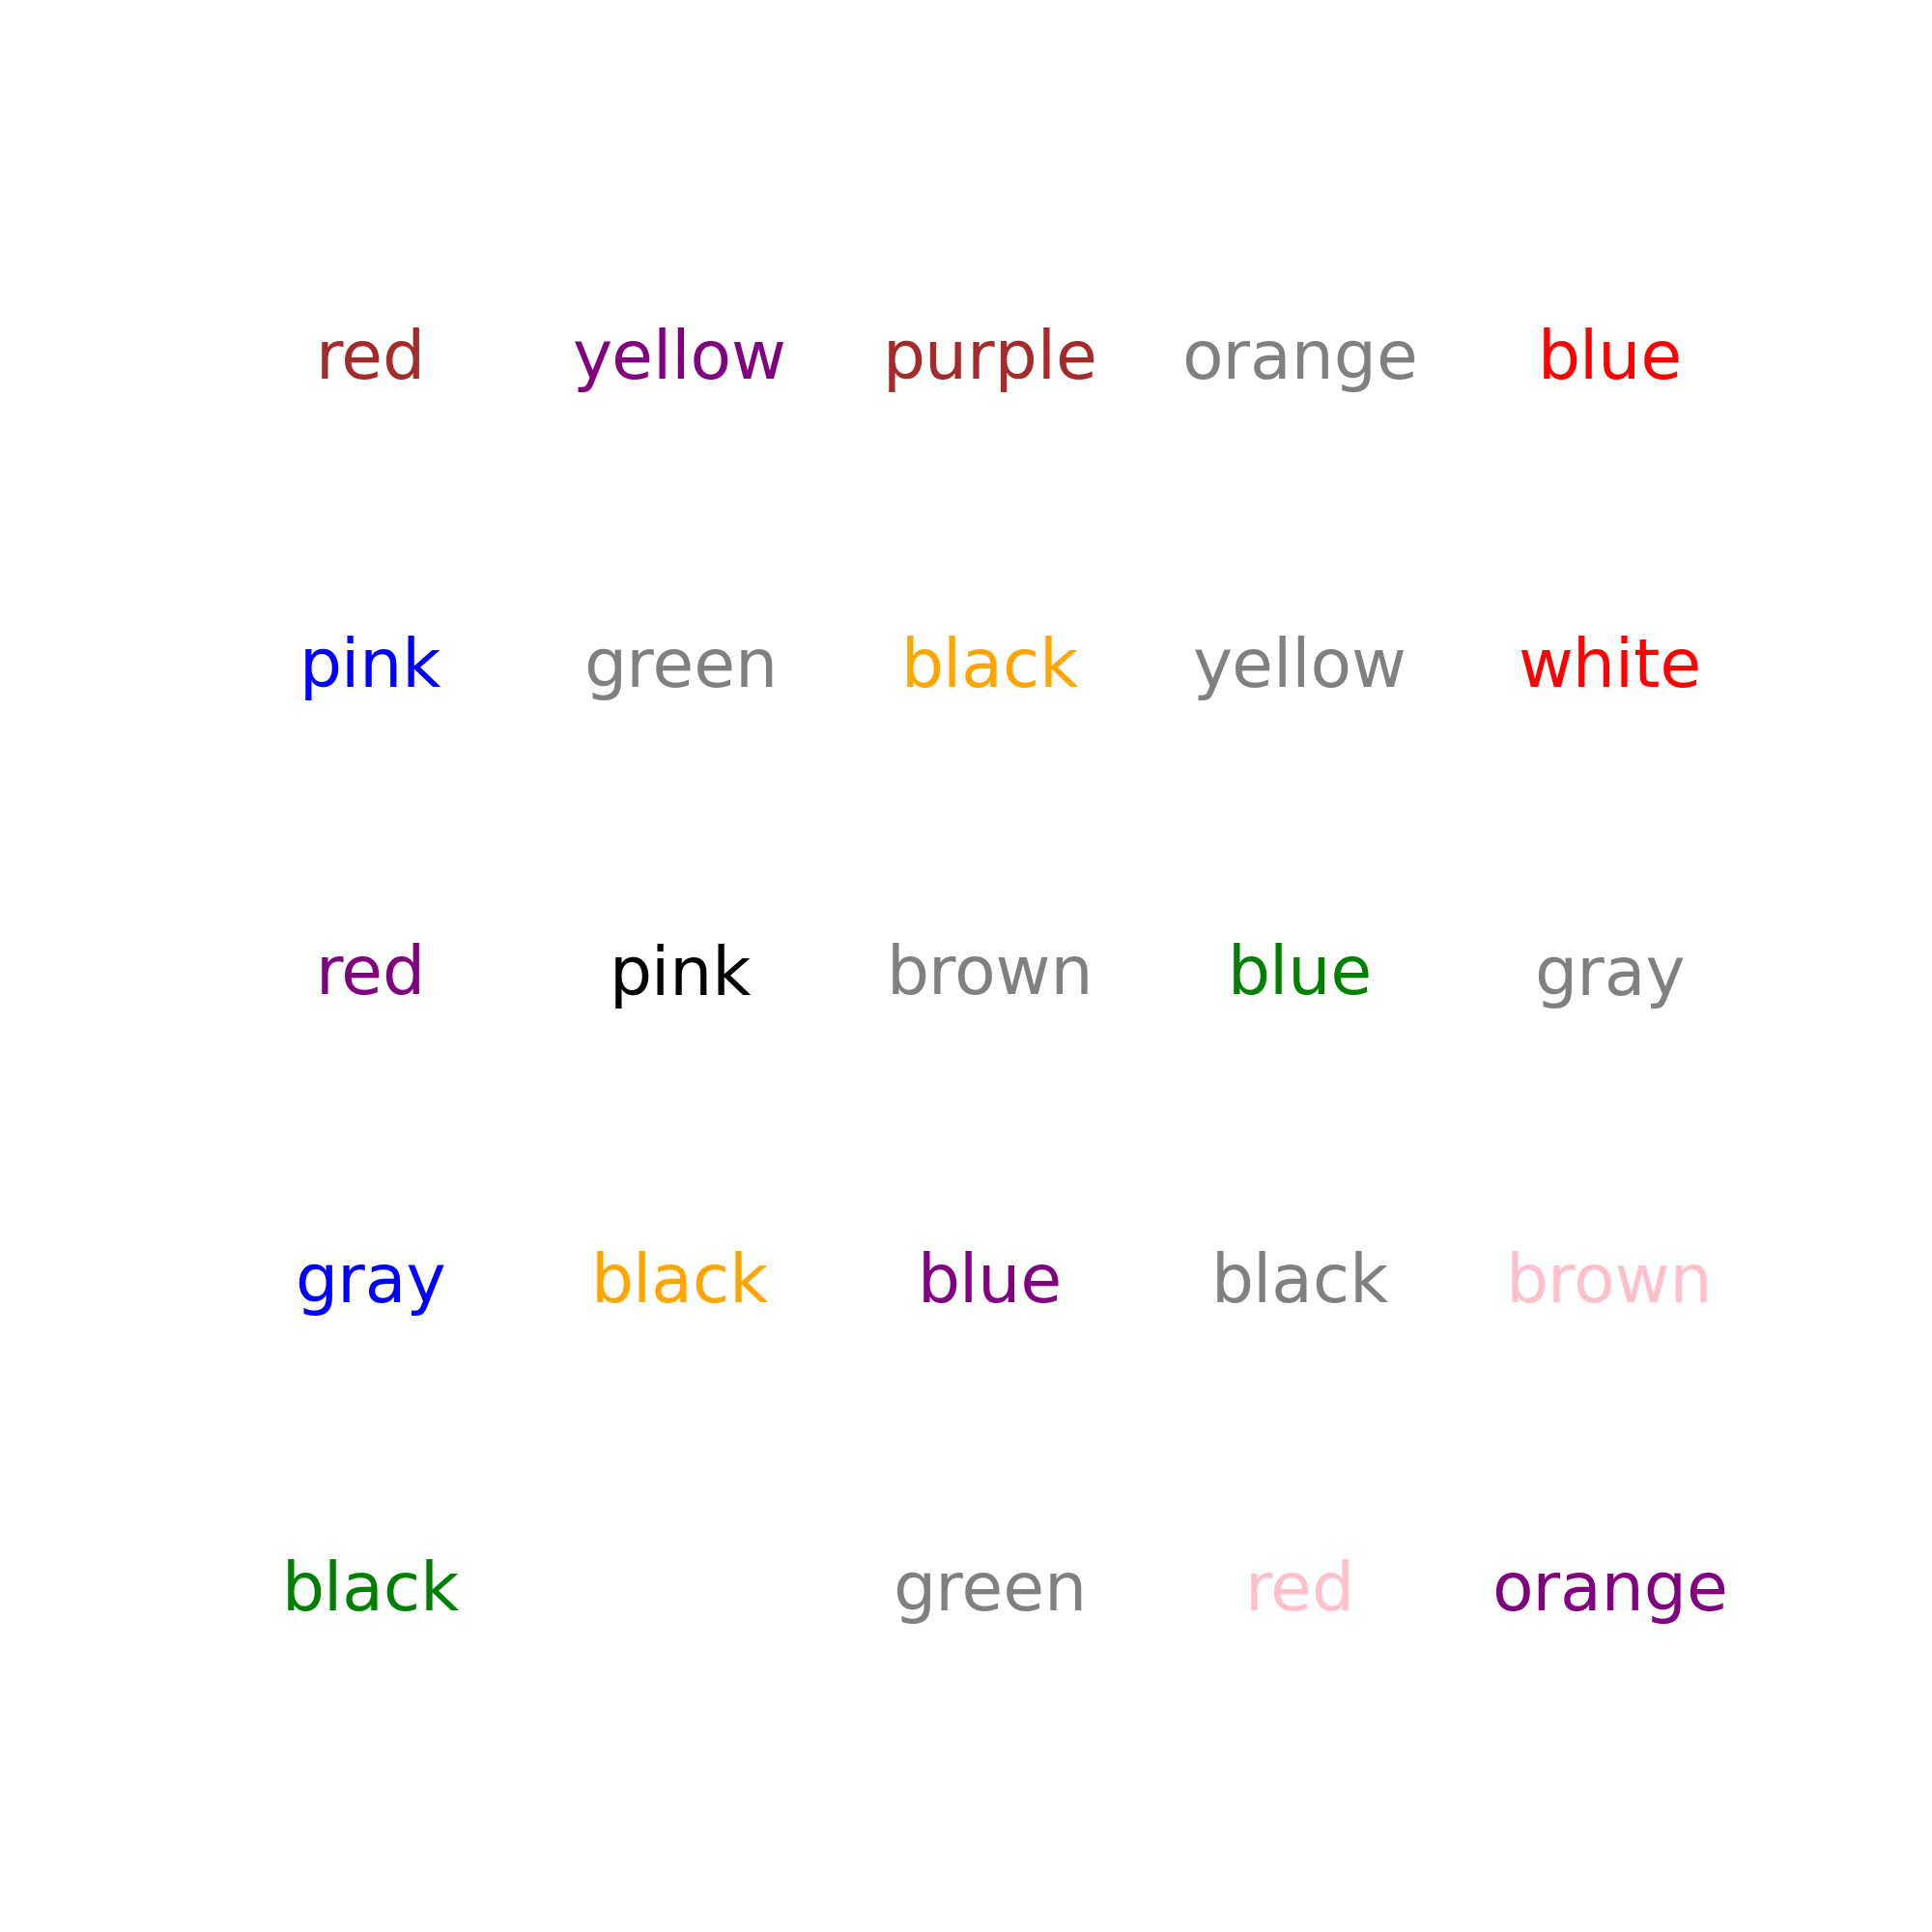 red yellow purple orange blue
pink green black yellow white
red pink brown blue gray
gray black blue black brown
black green red orange